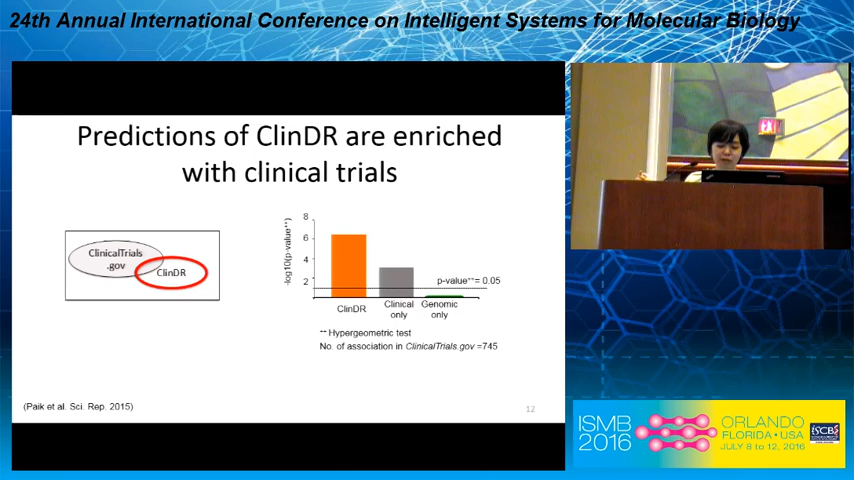 24th Annual International Conference on Intelligent Systems for Molecular Biology
Predictions of ClinDR are enriched
with clinical trials
ClinicalTrials
.gov
ClinDR
-log10(p-value**)
8
6
4
2
p-value**= 0.05
ClinDR
Clinical
only
Genomic
only
** Hypergeometric test
No. of association in ClinicalTrials.gov =745
(Paik et al. Sci. Rep. 2015)
12
EXIT
ISMB
2016
ORLANDO
FLORIDA • USA
JULY 8 to 12, 2016
ISCB